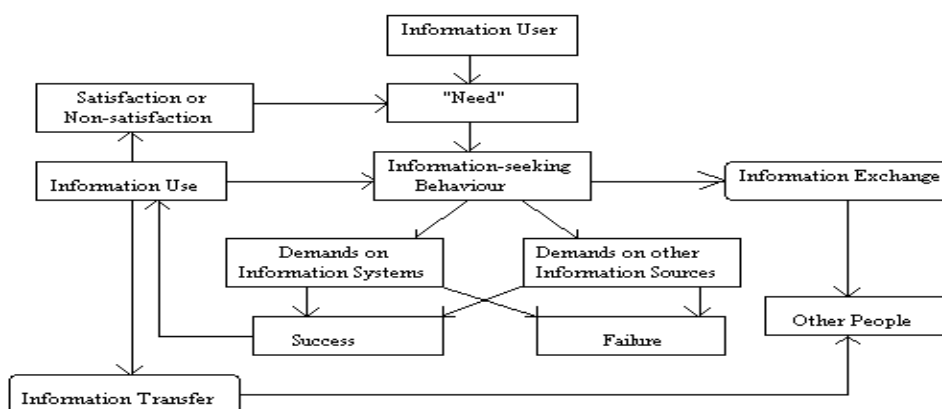 Information User
Satisfaction or
Non-satisfaction
"Need"
Information Use
Information-seeking
Behaviour
Information Exchange
Demands on
Information Systems
Demands on other
Information Sources
Success
Failure
Other People
Information Transfer